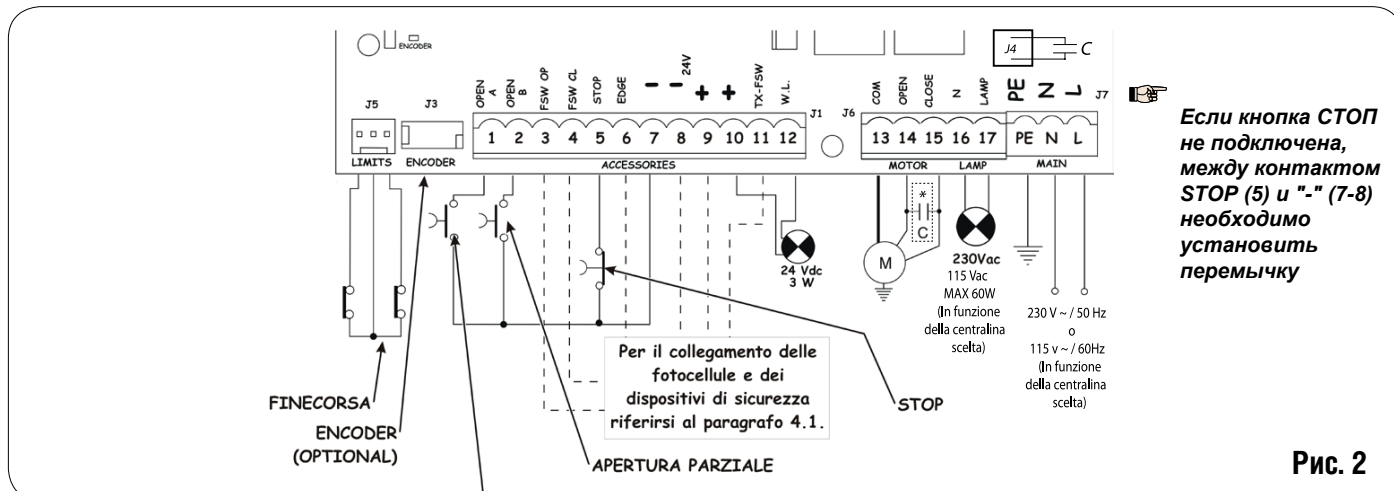 ENCODER
J4
C
OPEN A
OPEN B
FSW OP
FSW CL
STOP
EDGE
24V
TX-FSW
W.L.
COM
OPEN
CLOSE
N
LAMP
PE
N
L
J5
J3
J1
J6
J7
1 2 3 4 5 6 7 8 9 10 11 12
13 14 15 16 17
PE N L
LIMITS
ENCODER
ACCESSORIES
MOTOR
LAMP
MAIN
Если кнопка СТОП
не подключена,
между контактом
STOP (5) и "-" (7-8)
необходимо
установить
перемычку
*
C
M
24 Vdc
3 W
230Vac
115 Vac
MAX 60W
(In funzione
della centralina
scelta)
230 V ~ / 50 Hz
o
115 v ~ / 60Hz
(In funzione
della centralina
scelta)
Per il collegamento delle
fotocellule e dei
dispositivi di sicurezza
riferirsi al paragrafo 4.1.
FINECORSA
ENCODER
(OPTIONAL)
STOP
APERTURA PARZIALE
Рис. 2